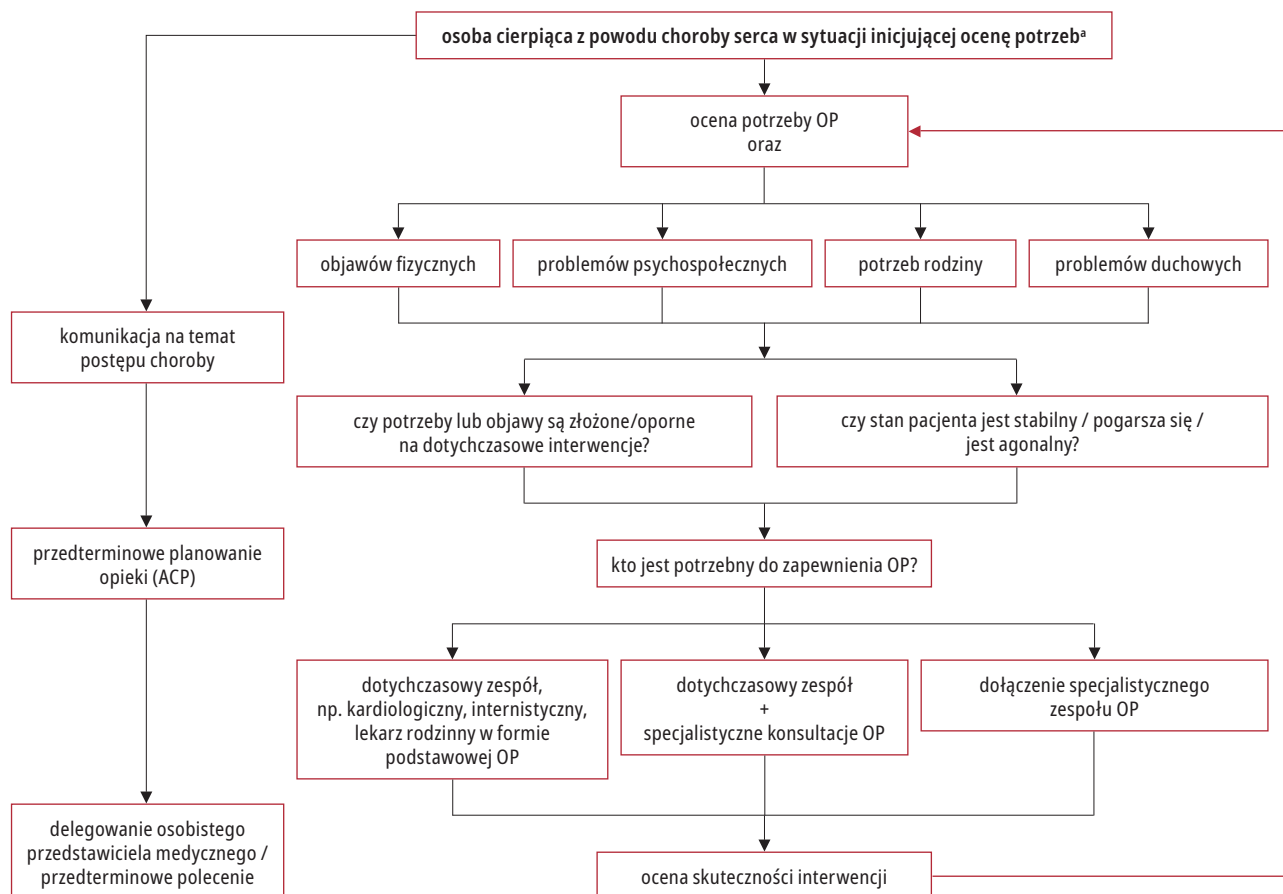 osoba cierpiąca z powodu choroby serca w sytuacji inicjującej ocenę potrzebᵃ
ocena potrzeby OP
oraz
objawów fizycznych
problemów psychospołecznych
potrzeb rodziny
problemów duchowych
komunikacja na temat
postępu choroby
czy potrzeby lub objawy są złożone/oporne
na dotychczasowe interwencje?
czy stan pacjenta jest stabilny / pogarsza się /
jest agonalny?
przedterminowe planowanie
opieki (ACP)
kto jest potrzebny do zapewnienia OP?
dotychczasowy zespół,
np. kardiologiczny, internistyczny,
lekarz rodzinny w formie
podstawowej OP
dotychczasowy zespół
+
specjalistyczne konsultacje OP
dołączenie specjalistycznego
zespołu OP
delegowanie osobistego
przedstawiciela medycznego /
przedterminowe polecenie
ocena skuteczności interwencji